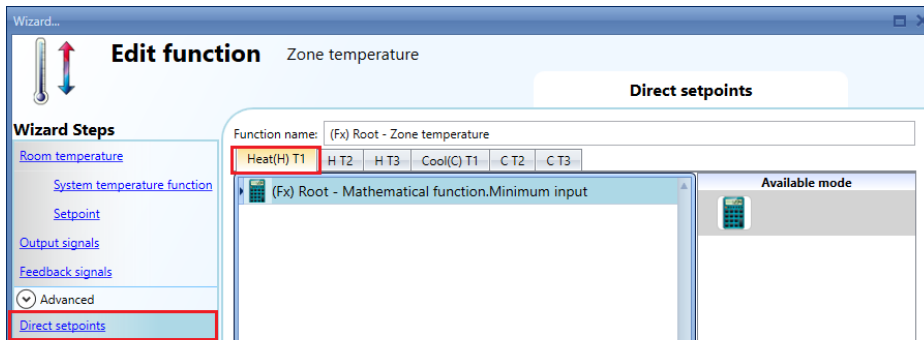 Wizard...
Edit function Zone temperature
Direct setpoints
Wizard Steps
Function name: (Fx) Root - Zone temperature
Room temperature
Heat(H) T1 H T2 H T3 Cool(C) T1 C T2 C T3
System temperature function
(Fx) Root - Mathematical function.Minimum input
Available mode
Setpoint
Output signals
Feedback signals
Advanced
Direct setpoints